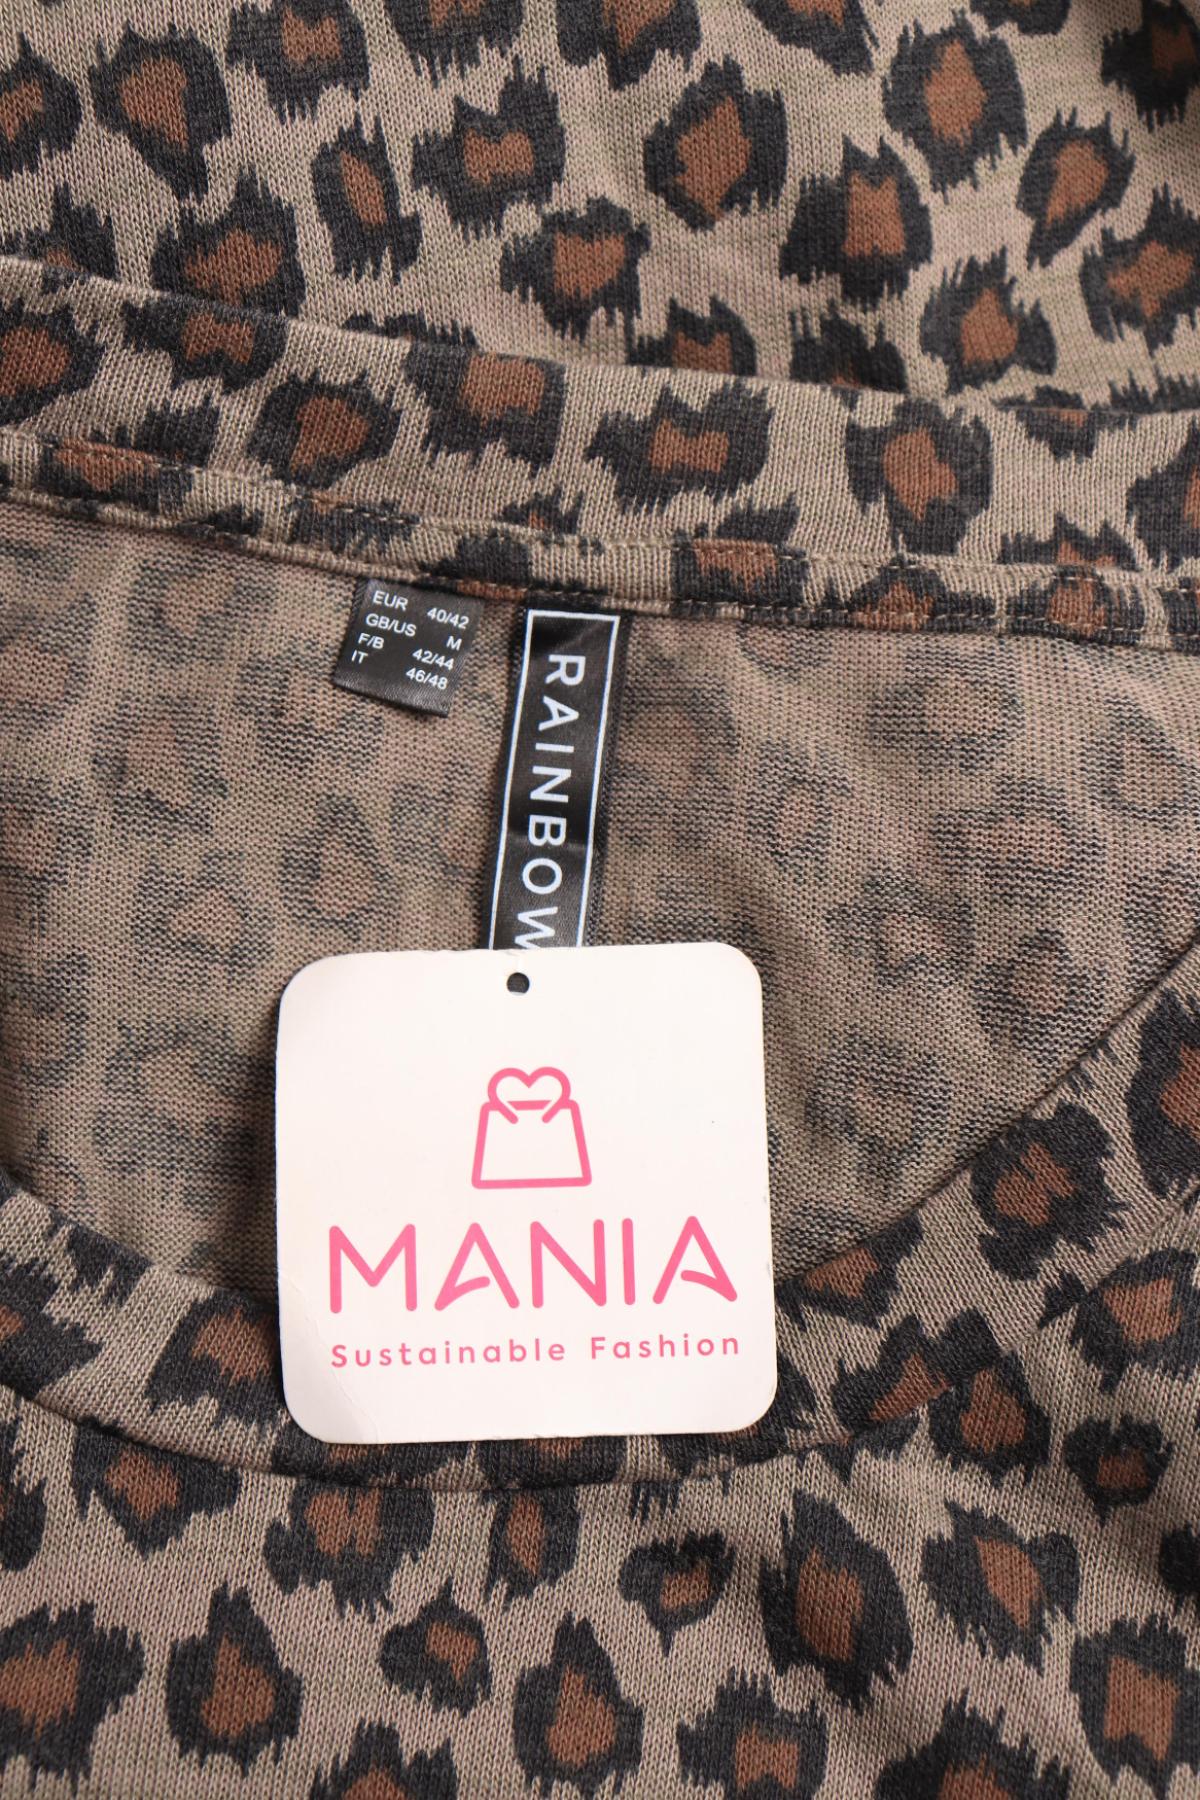 EUR 40/42
GB/US M
F/B 42/44
IT 46/48
RAINBOW
MANIA
Sustainable Fashion